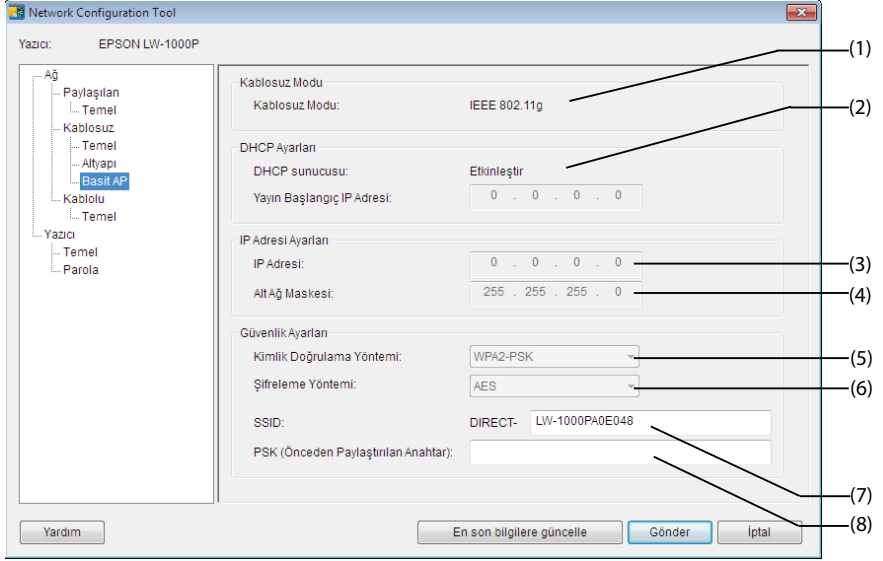 Network Configuration Tool
Yazıcı: EPSON LW-1000P
Ağ
Paylaşılan
Temel
Kablosuz
Temel
Altyapı
Basit AP
Kablolu
Temel
Yazıcı
Temel
Parola
Kablosuz Modu
Kablosuz Modu: IEEE 802.11g
(1)
DHCP Ayarları
DHCP sunucusu: Etkinleştir
(2)
Yayın Başlangıç IP Adresi: 0 . 0 . 0 . 0
IP Adresi Ayarları
IP Adresi: 0 . 0 . 0 . 0
(3)
Alt Ağ Maskesi: 255 . 255 . 255 . 0
(4)
Güvenlik Ayarları
Kimlik Doğrulama Yöntemi: WPA2-PSK
(5)
Şifreleme Yöntemi: AES
(6)
SSID: DIRECT- LW-1000PA0E048
(7)
PSK (Önceden Paylaştırılan Anahtar):
(8)
Yardım
En son bilgilere güncelle
Gönder
İptal